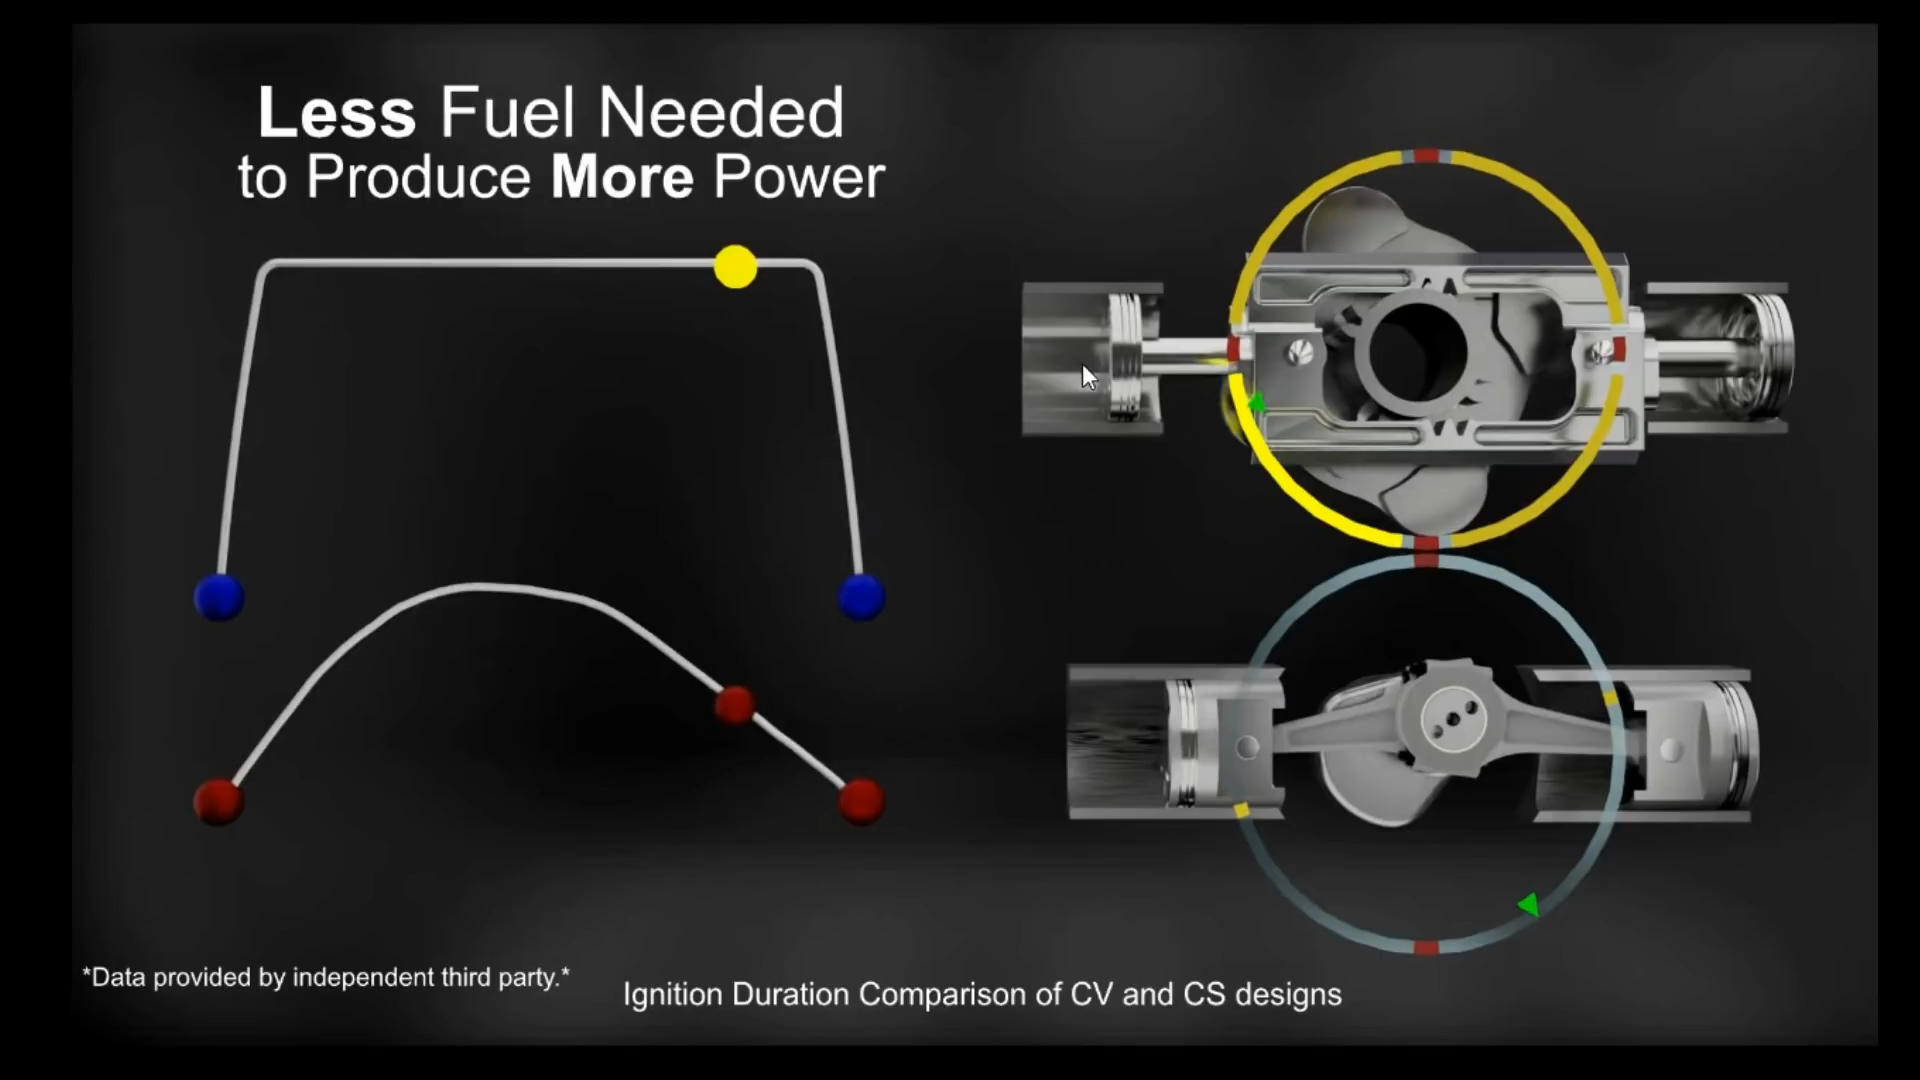 Less Fuel Needed
to Produce More Power
*Data provided by independent third party.*
Ignition Duration Comparison of CV and CS designs